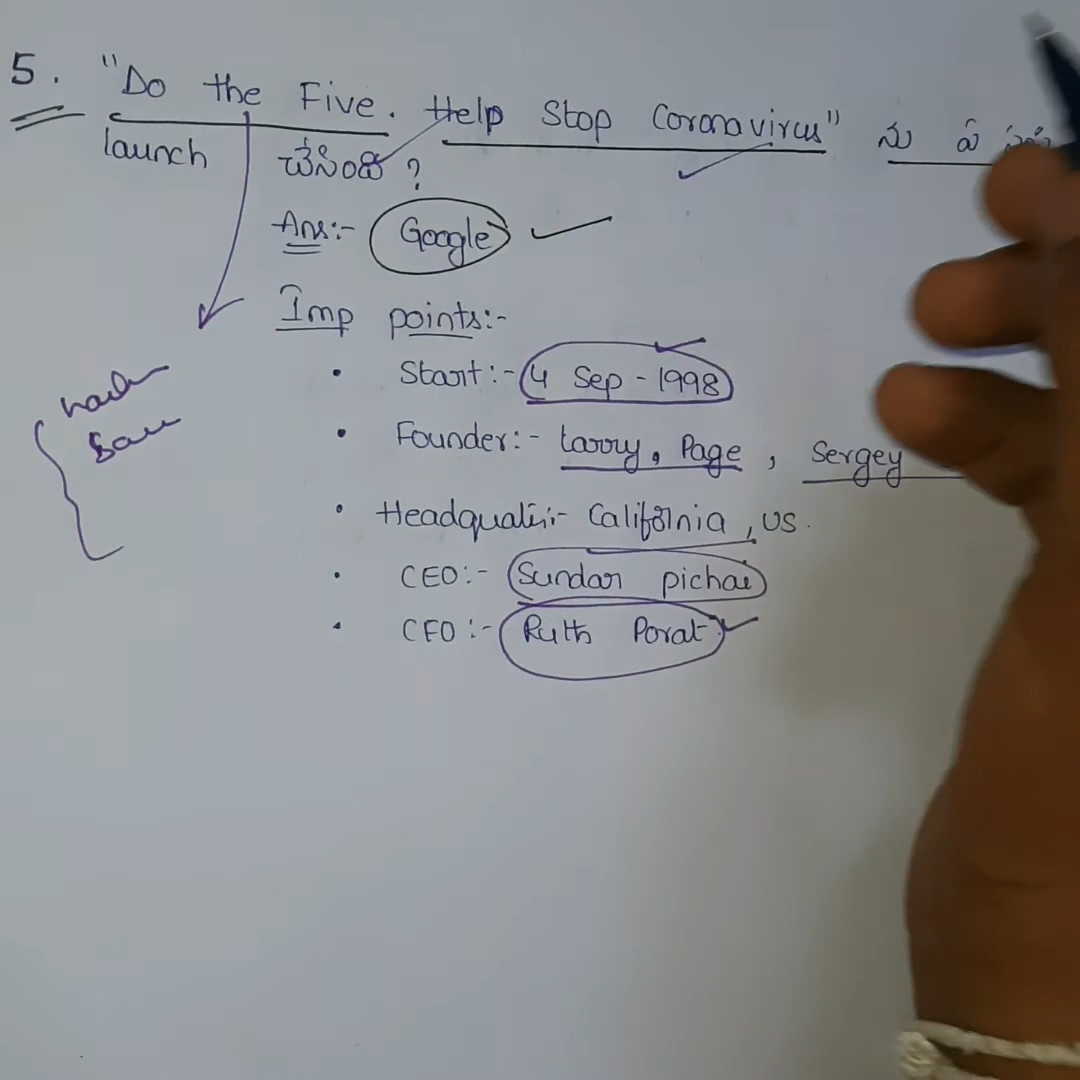 5. "Do the Five. Help Stop Coronavirus" ను ఏ
launch చేసింది ?
Ans:- Google
Imp points:-
• Start:- 4 Sep - 1998
• Founder:- Larry, Page, Sergey
• Headquater:- California, US.
• CEO:- Sundar pichai
• CFO:- Ruth Porat